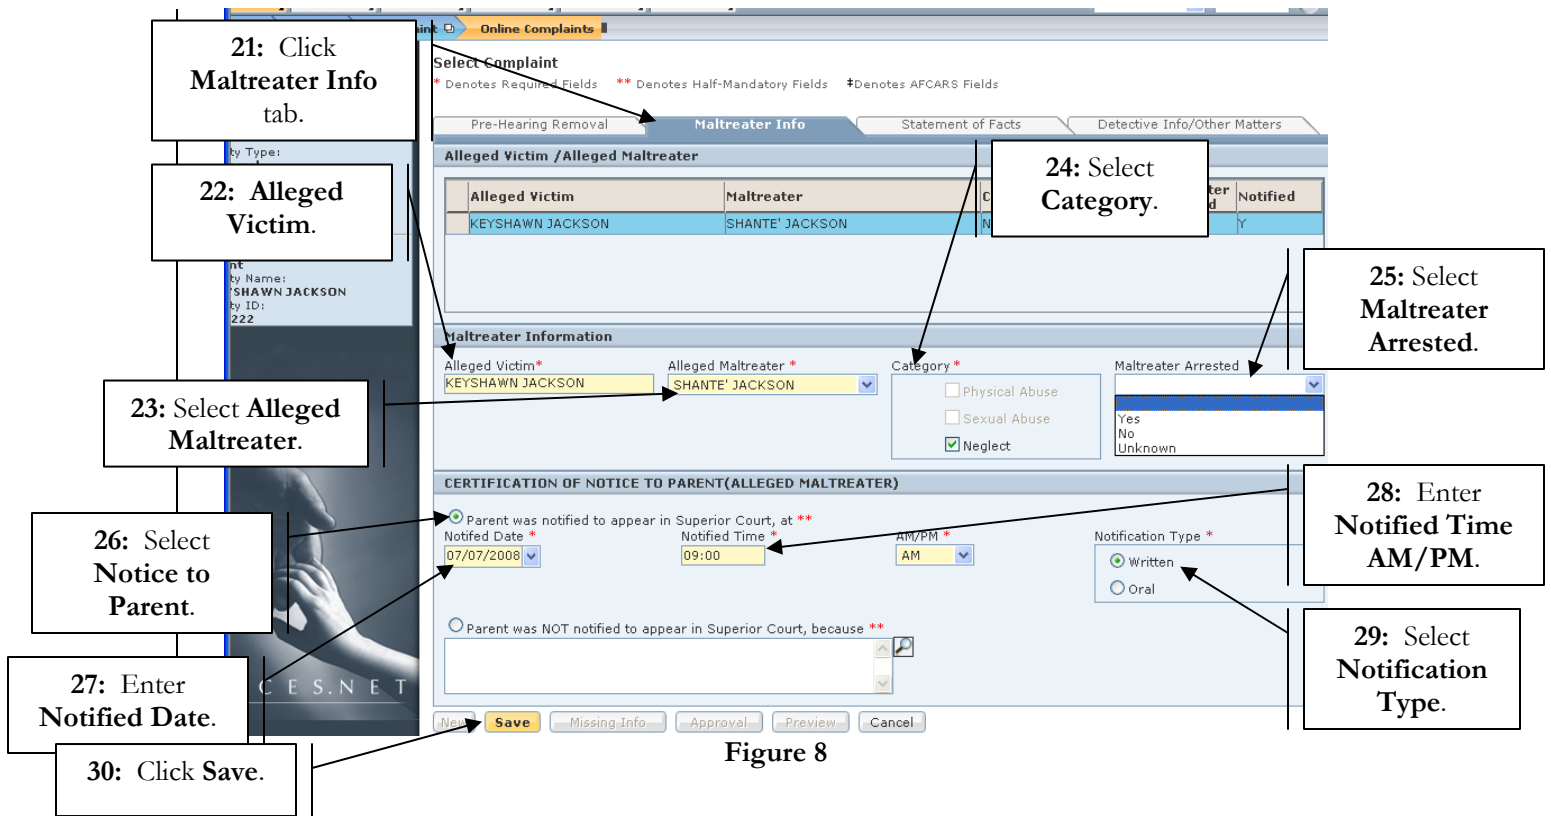 int
Online Complaints
21: Click
Maltreater Info
tab.
Select Complaint
* Denotes Required Fields ** Denotes Half-Mandatory Fields ‡Denotes AFCARS Fields
Pre-Hearing Removal
Maltreater Info
Statement of Facts
Detective Info/Other Matters
ty Type:
Alleged Victim /Alleged Maltreater
22: Alleged
Victim.
24: Select
Category.
Alleged Victim
Maltreater
C
ter
d
Notified
KEYSHAWN JACKSON
SHANTE' JACKSON
N
Y
nt
ty Name:
SHAWN JACKSON
ty ID:
222
25: Select
Maltreater
Arrested.
Maltreater Information
Alleged Victim*
Alleged Maltreater *
Category *
Maltreater Arrested
KEYSHAWN JACKSON
SHANTE' JACKSON
Physical Abuse
Sexual Abuse
Neglect
Yes
No
Unknown
23: Select Alleged
Maltreater.
CERTIFICATION OF NOTICE TO PARENT(ALLEGED MALTREATER)
26: Select
Notice to
Parent.
Parent was notified to appear in Superior Court, at **
Notifed Date *
Notified Time *
AM/PM *
Notification Type *
07/07/2008
09:00
AM
Written
Oral
28: Enter
Notified Time
AM/PM.
Parent was NOT notified to appear in Superior Court, because **
29: Select
Notification
Type.
27: Enter
Notified Date.
C E S . N E T
New
Save
Missing Info
Approval
Preview
Cancel
30: Click Save.
Figure 8